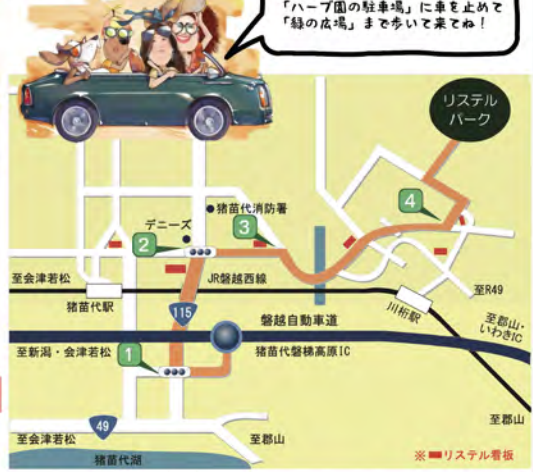 「ハーブ園の駐車場」に車を止めて
「緑の広場」まで歩いて来てね！
リステル
パーク
4
●猪苗代消防署
デニーズ
3
2
至会津若松
JR磐越西線
猪苗代駅
川桁駅
至R49
115
磐越自動車道
至郡山・
いわきIC
至新潟・会津若松
1
猪苗代磐梯高原IC
49
至郡山
至会津若松
至郡山
猪苗代湖
※ リステル看板